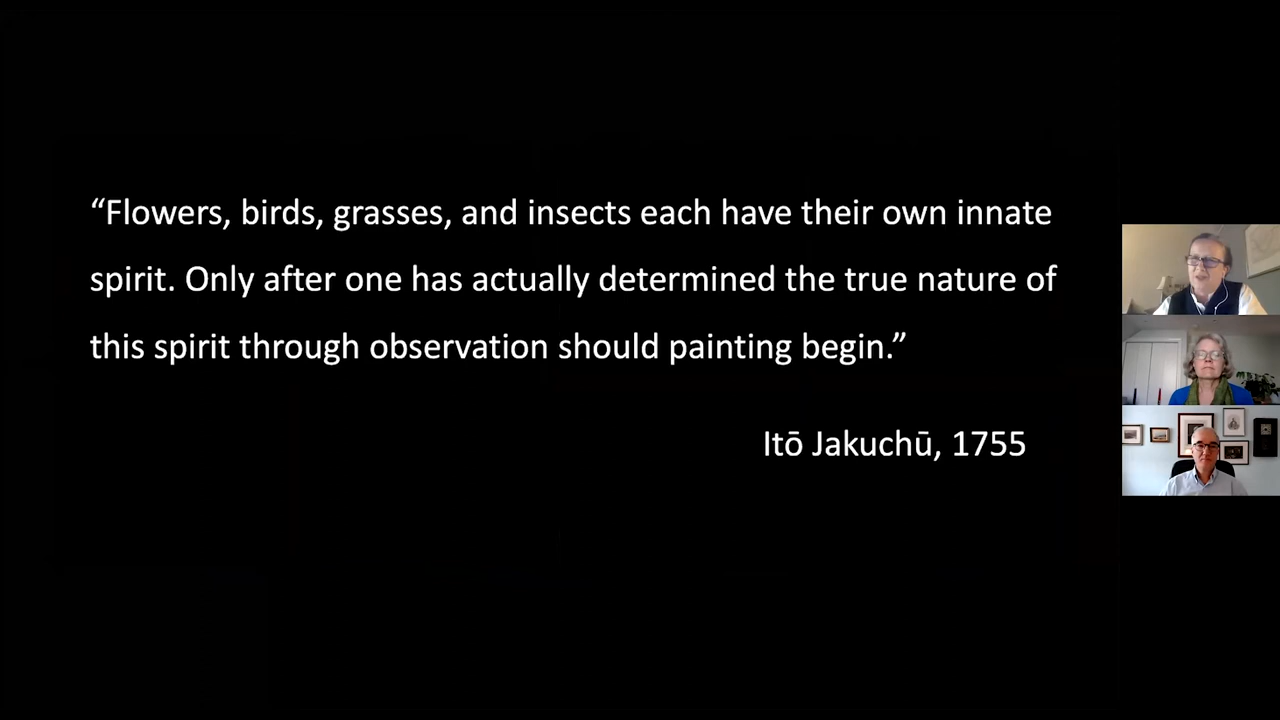 “Flowers, birds, grasses, and insects each have their own innate
spirit. Only after one has actually determined the true nature of
this spirit through observation should painting begin.”
Itō Jakuchū, 1755